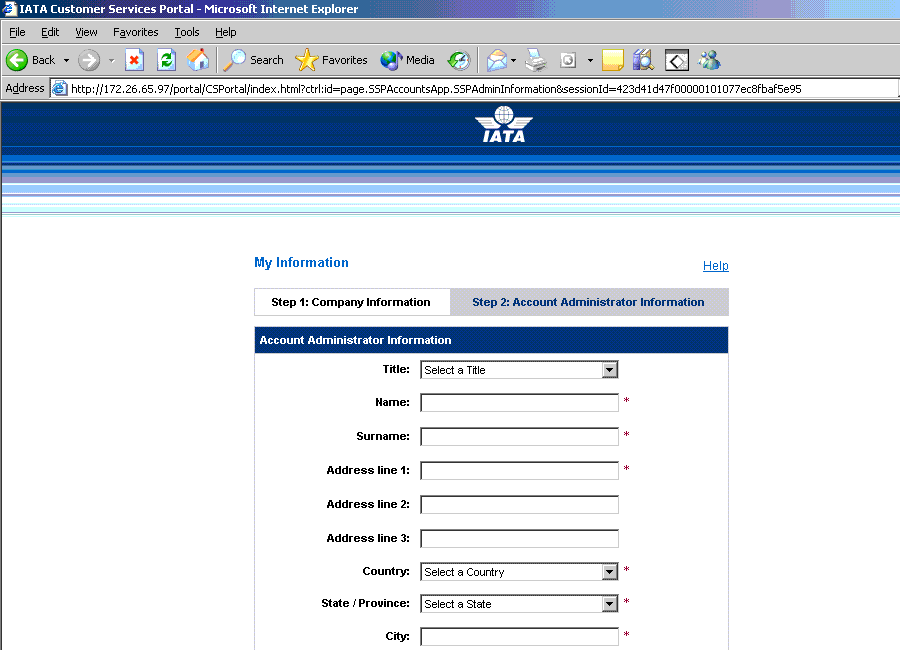 IATA Customer Services Portal - Microsoft Internet Explorer
File Edit View Favorites Tools Help
Back Search Favorites Media
Address http://172.26.65.97/portal/CSPortal/index.html?ctrl:id=page.SSPAccountsApp.SSPAdminInformation&sessionId=423d41d47f00000101077ec8fbaf5e95
IATA
My Information
Help
Step 1: Company Information Step 2: Account Administrator Information
Account Administrator Information
Title: Select a Title
Name: *
Surname: *
Address line 1: *
Address line 2:
Address line 3:
Country: Select a Country *
State / Province: Select a State *
City: *